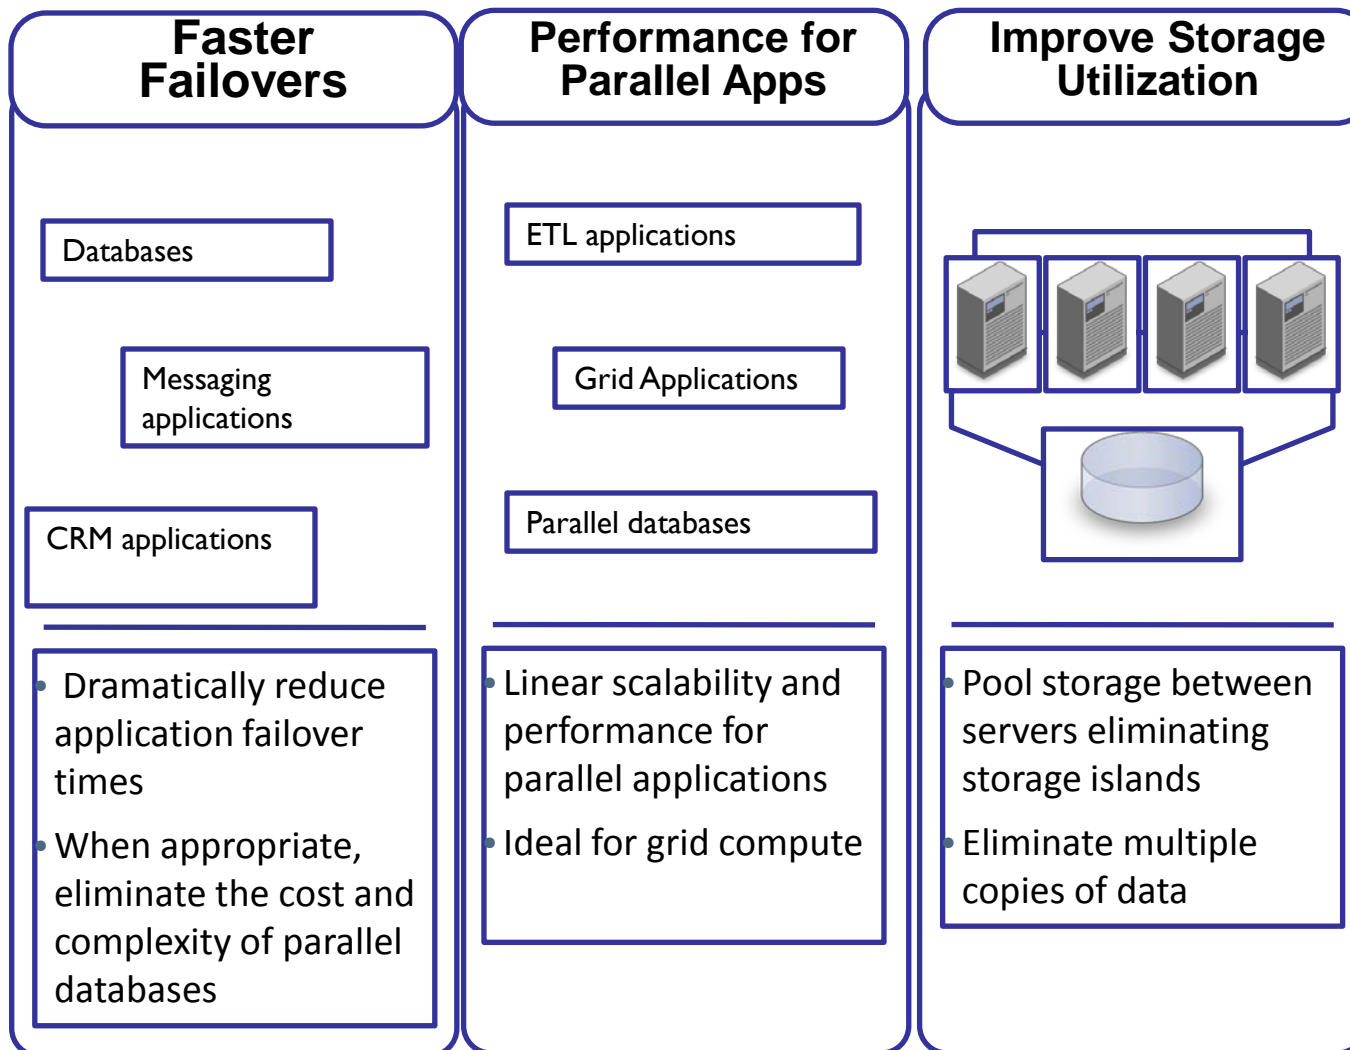 Faster
Failovers
Databases
Messaging
applications
CRM applications
• Dramatically reduce
application failover
times
• When appropriate,
eliminate the cost and
complexity of parallel
databases
Performance for
Parallel Apps
ETL applications
Grid Applications
Parallel databases
• Linear scalability and
performance for
parallel applications
• Ideal for grid compute
Improve Storage
Utilization
• Pool storage between
servers eliminating
storage islands
• Eliminate multiple
copies of data